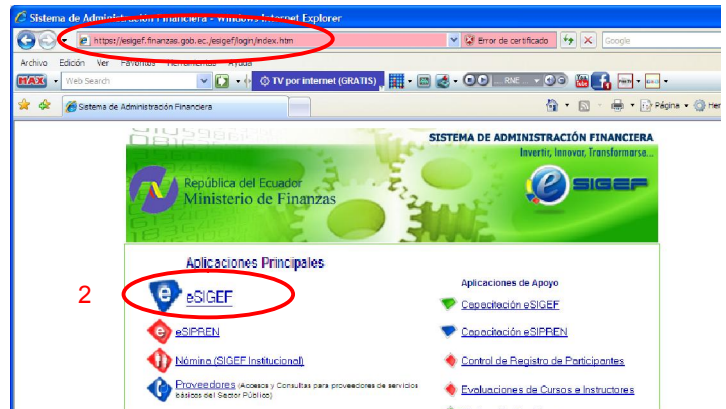 Sistema de Administración Financiera - Windows Internet Explorer
https://esigef.finanzas.gob.ec./esigef/login/index.htm
Error de certificado
Google
Archivo Edición Ver Favoritos Herramientas Ayuda
MAX Web Search TV por internet (GRATIS) RNE
Sistema de Administración Financiera
Página
SISTEMA DE ADMINISTRACIÓN FINANCIERA
Invertir, Innovar, Transformarse...
República del Ecuador
Ministerio de Finanzas
e SIGEF
Aplicaciones Principales
Aplicaciones de Apoyo
2
eSIGEF
Capacitación eSIGEF
eSIPREN
Capacitación eSIPREN
Nómina (SIGEF Institucional)
Control de Registro de Participantes
Proveedores (Accesos y Consultas para proveedores de servicios
básicos del Sector Público)
Evaluaciones de Cursos e Instructores